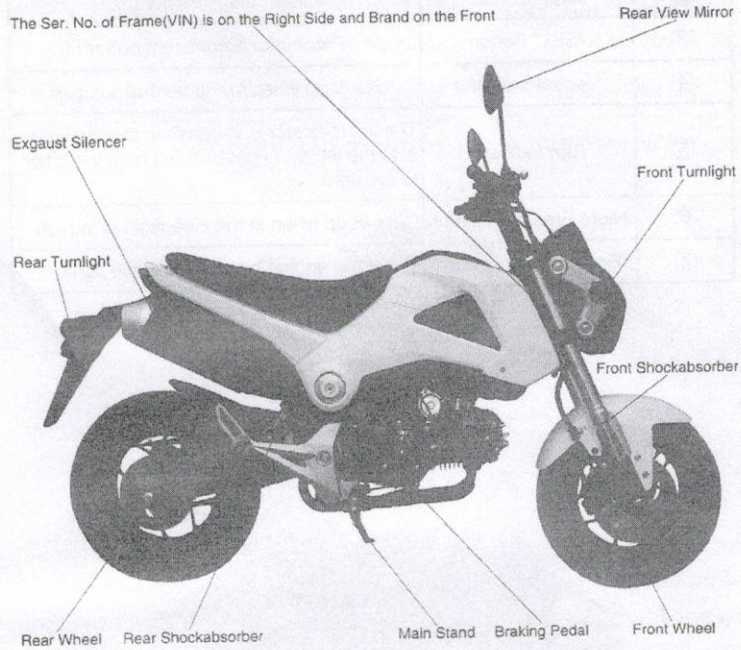 The Ser. No. of Frame(VIN) is on the Right Side and Brand on the Front
Rear View Mirror
Exgaust Silencer
Front Turnlight
Rear Turnlight
Front Shockabsorber
Rear Wheel
Rear Shockabsorber
Main Stand
Braking Pedal
Front Wheel